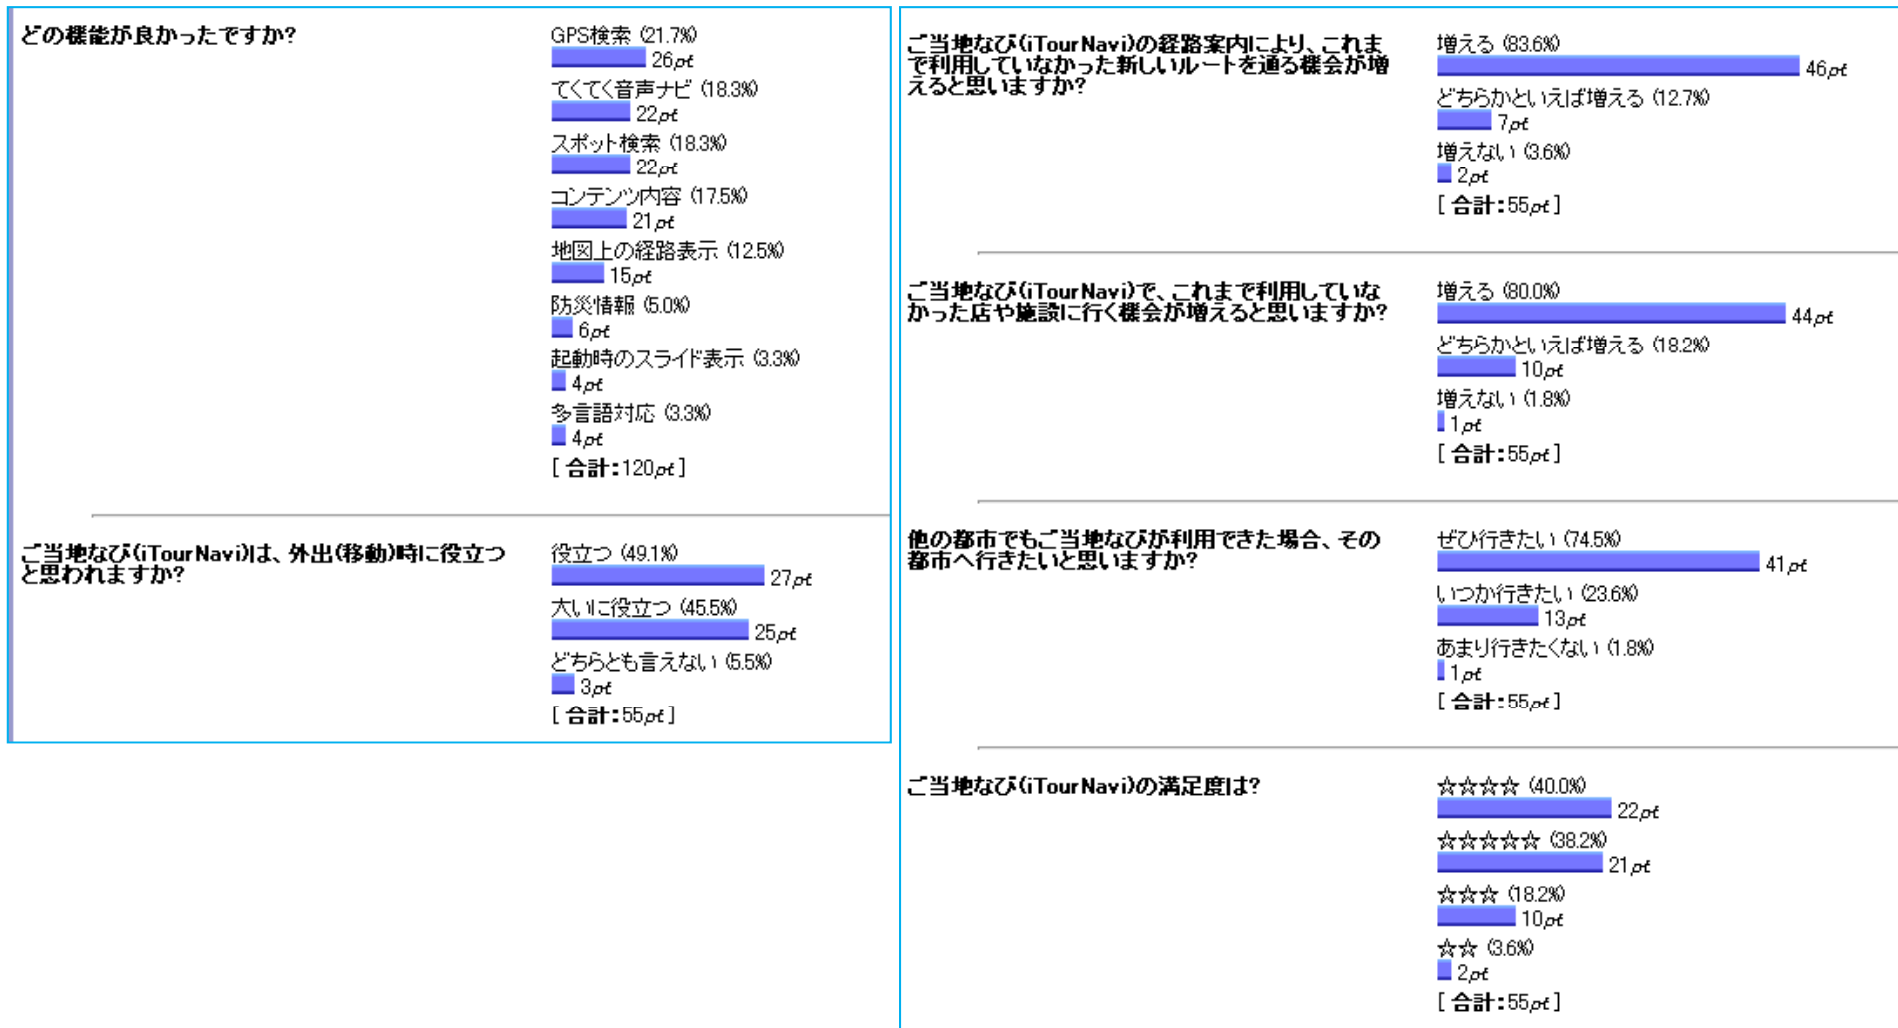 どの機能が良かったですか?
GPS検索 (21.7%)
26pt
てくてく音声ナビ (18.3%)
22pt
スポット検索 (18.3%)
22pt
コンテンツ内容 (17.5%)
21pt
地図上の経路表示 (12.5%)
15pt
防災情報 (5.0%)
6pt
起動時のスライド表示 (3.3%)
4pt
多言語対応 (3.3%)
4pt
[ 合計:120pt ]
ご当地なび(iTourNavi)は、外出(移動)時に役立つ
と思われますか?
役立つ (49.1%)
27pt
大いに役立つ (45.5%)
25pt
どちらとも言えない (5.5%)
3pt
[ 合計:55pt ]
ご当地なび(iTourNavi)の経路案内により、これま
で利用していなかった新しいルートを通る機会が増
えると思いますか?
増える (83.6%)
46pt
どちらかといえば増える (12.7%)
7pt
増えない (3.6%)
2pt
[ 合計:55pt ]
ご当地なび(iTourNavi)で、これまで利用していな
かった店や施設に行く機会が増えると思いますか?
増える (80.0%)
44pt
どちらかといえば増える (18.2%)
10pt
増えない (1.8%)
1pt
[ 合計:55pt ]
他の都市でもご当地なびが利用できた場合、その
都市へ行きたいと思いますか?
ぜひ行きたい (74.5%)
41pt
いつか行きたい (23.6%)
13pt
あまり行きたくない (1.8%)
1pt
[ 合計:55pt ]
ご当地なび(iTourNavi)の満足度は?
☆☆☆☆ (40.0%)
22pt
☆☆☆☆☆ (38.2%)
21pt
☆☆☆ (18.2%)
10pt
☆☆ (3.6%)
2pt
[ 合計:55pt ]